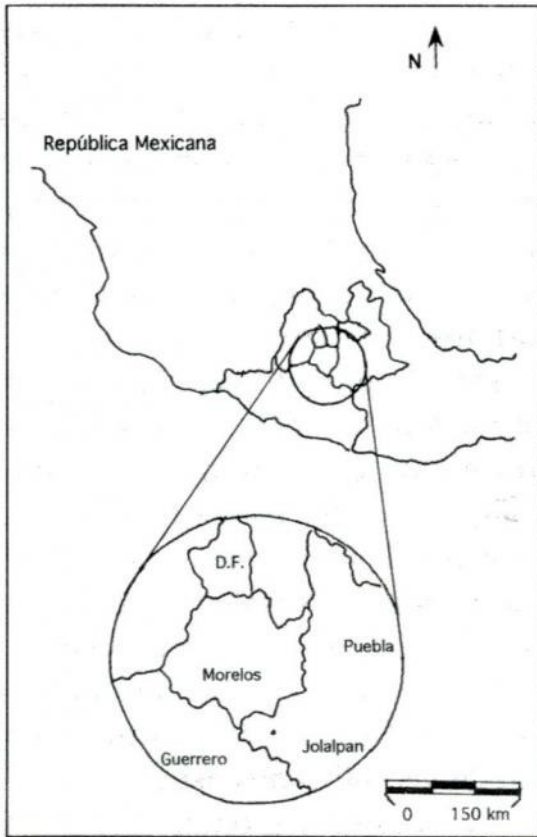 N
República Mexicana
D.F.
Puebla
Morelos
Jolalpan
Guerrero
0 150 km